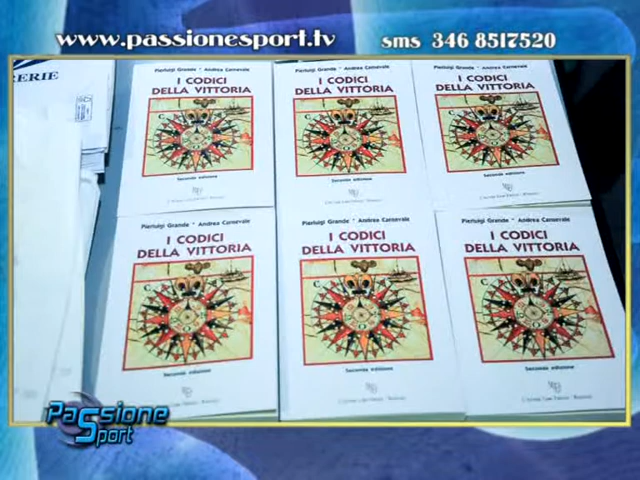 www.passionesport.tv sms 346 8517520
RERIE
Pierluigi Grande * Andrea Carnevale
I CODICI
DELLA VITTORIA
Seconda edizione
Pierluigi Grande * Andrea Carnevale
I CODICI
DELLA VITTORIA
Seconda edizione
Pierluigi Grande * Andrea Carnevale
I CODICI
DELLA VITTORIA
Seconda edizione
Pierluigi Grande * Andrea Carnevale
I CODICI
DELLA VITTORIA
Seconda edizione
Pierluigi Grande * Andrea Carnevale
I CODICI
DELLA VITTORIA
Seconda edizione
Pierluigi Grande * Andrea Carnevale
I CODICI
DELLA VITTORIA
Seconda edizione
Passione
Sport